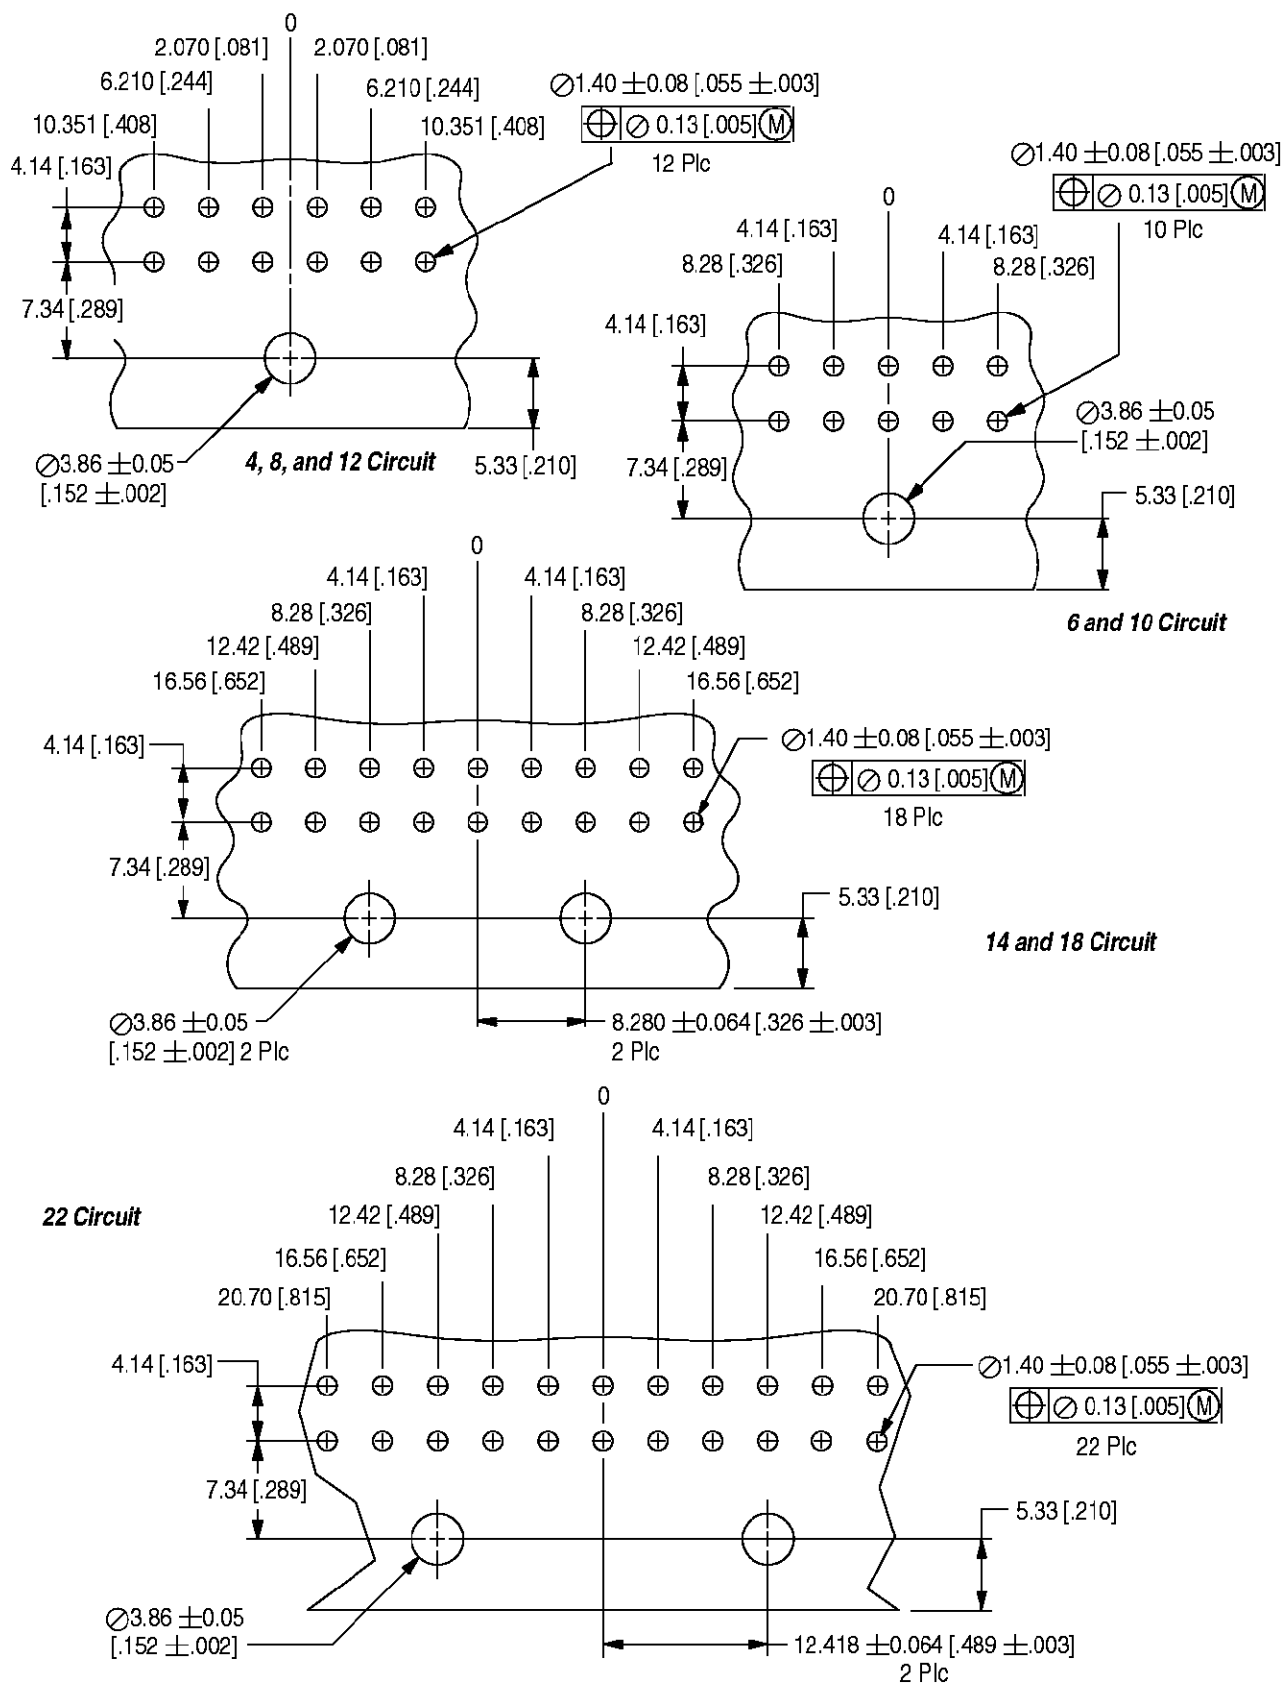 0
2.070 [.081] 2.070 [.081]
6.210 [.244] 6.210 [.244]
10.351 [.408] 10.351 [.408]
4.14 [.163]
7.34 [.289]
⌀1.40 ±0.08 [.055 ±.003]
⌖ ⌀ 0.13 [.005] Ⓜ
12 Plc
⌀3.86 ±0.05
[.152 ±.002]
4, 8, and 12 Circuit
5.33 [.210]
⌀1.40 ±0.08 [.055 ±.003]
⌖ ⌀ 0.13 [.005] Ⓜ
10 Plc
0
4.14 [.163] 4.14 [.163]
8.28 [.326] 8.28 [.326]
4.14 [.163]
7.34 [.289]
⌀3.86 ±0.05
[.152 ±.002]
5.33 [.210]
6 and 10 Circuit
0
4.14 [.163] 4.14 [.163]
8.28 [.326] 8.28 [.326]
12.42 [.489] 12.42 [.489]
16.56 [.652] 16.56 [.652]
4.14 [.163]
⌀1.40 ±0.08 [.055 ±.003]
⌖ ⌀ 0.13 [.005] Ⓜ
18 Plc
7.34 [.289]
5.33 [.210]
14 and 18 Circuit
⌀3.86 ±0.05
[.152 ±.002] 2 Plc
8.280 ±0.064 [.326 ±.003]
2 Plc
0
4.14 [.163] 4.14 [.163]
8.28 [.326] 8.28 [.326]
22 Circuit
12.42 [.489] 12.42 [.489]
16.56 [.652] 16.56 [.652]
20.70 [.815] 20.70 [.815]
4.14 [.163]
⌀1.40 ±0.08 [.055 ±.003]
⌖ ⌀ 0.13 [.005] Ⓜ
22 Plc
7.34 [.289]
5.33 [.210]
⌀3.86 ±0.05
[.152 ±.002]
12.418 ±0.064 [.489 ±.003]
2 Plc